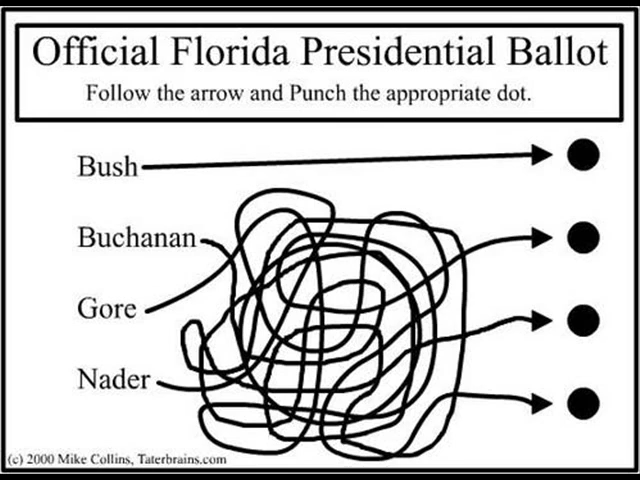 Official Florida Presidential Ballot
Follow the arrow and Punch the appropriate dot.
Bush
Buchanan
Gore
Nader
(c) 2000 Mike Collins, Taterbrains.com